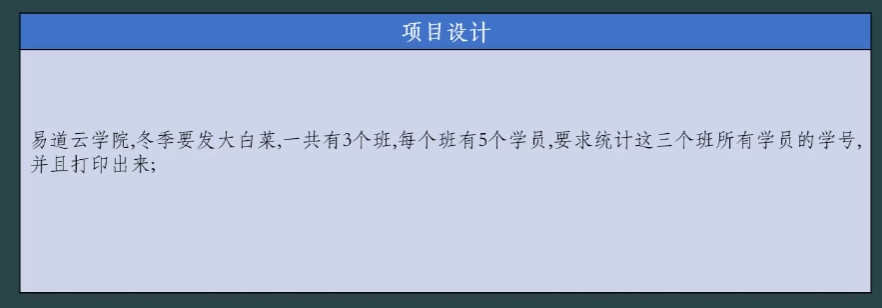 项目设计
易道云学院,冬季要发大白菜,一共有3个班,每个班有5个学员,要求统计这三个班所有学员的学号,
并且打印出来;